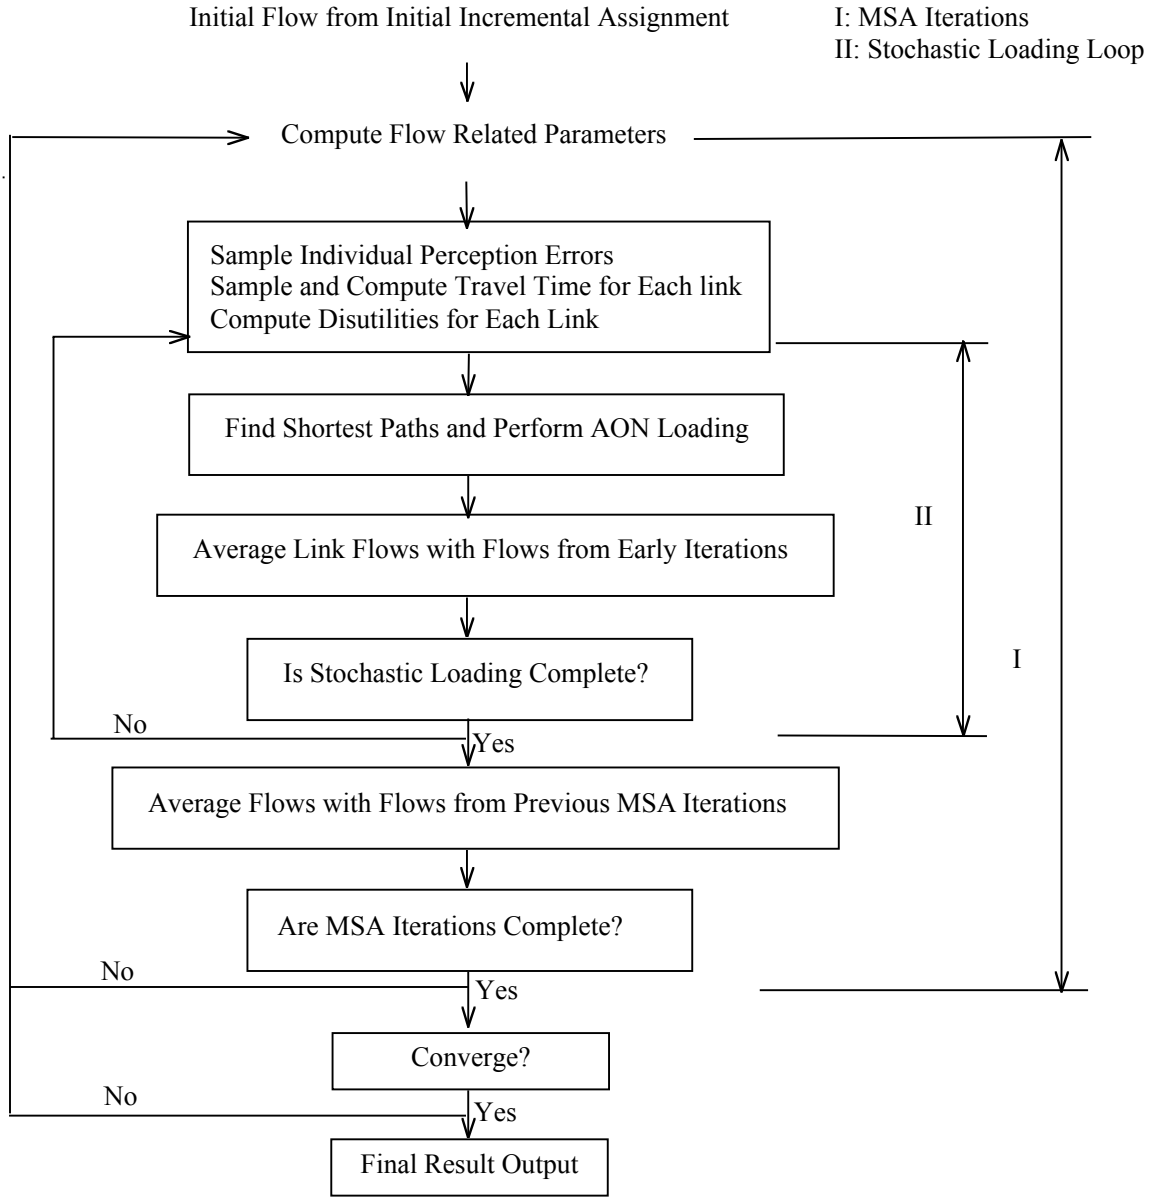 Initial Flow from Initial Incremental Assignment
I: MSA Iterations
II: Stochastic Loading Loop
Compute Flow Related Parameters
Sample Individual Perception Errors
Sample and Compute Travel Time for Each link
Compute Disutilities for Each Link
Find Shortest Paths and Perform AON Loading
Average Link Flows with Flows from Early Iterations
II
Is Stochastic Loading Complete?
I
No
Yes
Average Flows with Flows from Previous MSA Iterations
Are MSA Iterations Complete?
No
Yes
Converge?
No
Yes
Final Result Output